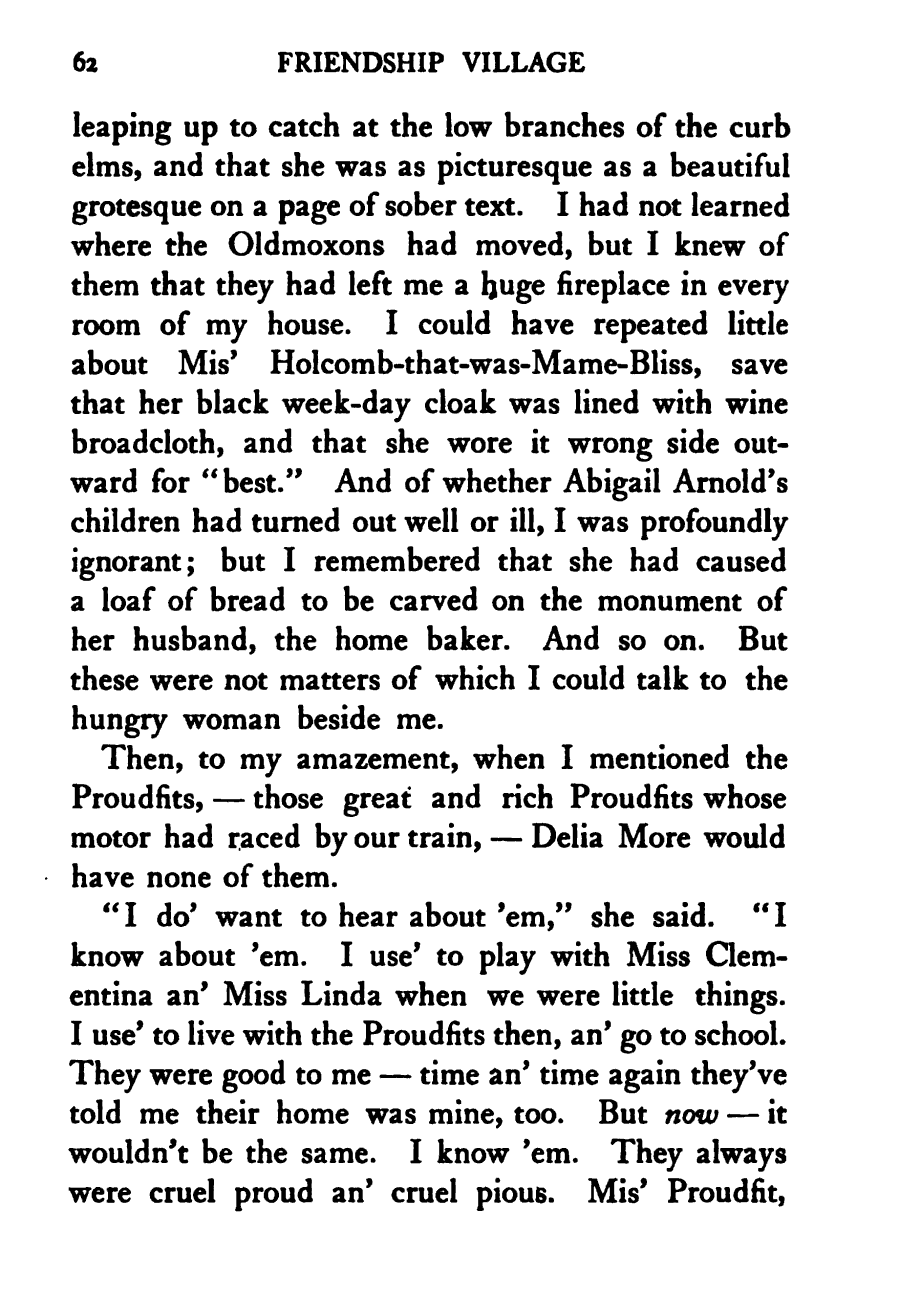 62 FRIENDSHIP VILLAGE
leaping up to catch at the low branches of the curb
elms, and that she was as picturesque as a beautiful
grotesque on a page of sober text. I had not learned
where the Oldmoxons had moved, but I knew of
them that they had left me a huge fireplace in every
room of my house. I could have repeated little
about Mis’ Holcomb-that-was-Mame-Bliss, save
that her black week-day cloak was lined with wine
broadcloth, and that she wore it wrong side out-
ward for “best.” And of whether Abigail Arnold’s
children had turned out well or ill, I was profoundly
ignorant; but I remembered that she had caused
a loaf of bread to be carved on the monument of
her husband, the home baker. And so on. But
these were not matters of which I could talk to the
hungry woman beside me.
Then, to my amazement, when I mentioned the
Proudfits, — those great and rich Proudfits whose
motor had raced by our train, — Delia More would
have none of them.
“I do’ want to hear about ’em,” she said. “I
know about ’em. I use’ to play with Miss Clem-
entina an’ Miss Linda when we were little things.
I use’ to live with the Proudfits then, an’ go to school.
They were good to me — time an’ time again they’ve
told me their home was mine, too. But now — it
wouldn’t be the same. I know ’em. They always
were cruel proud an’ cruel pious. Mis’ Proudfit,